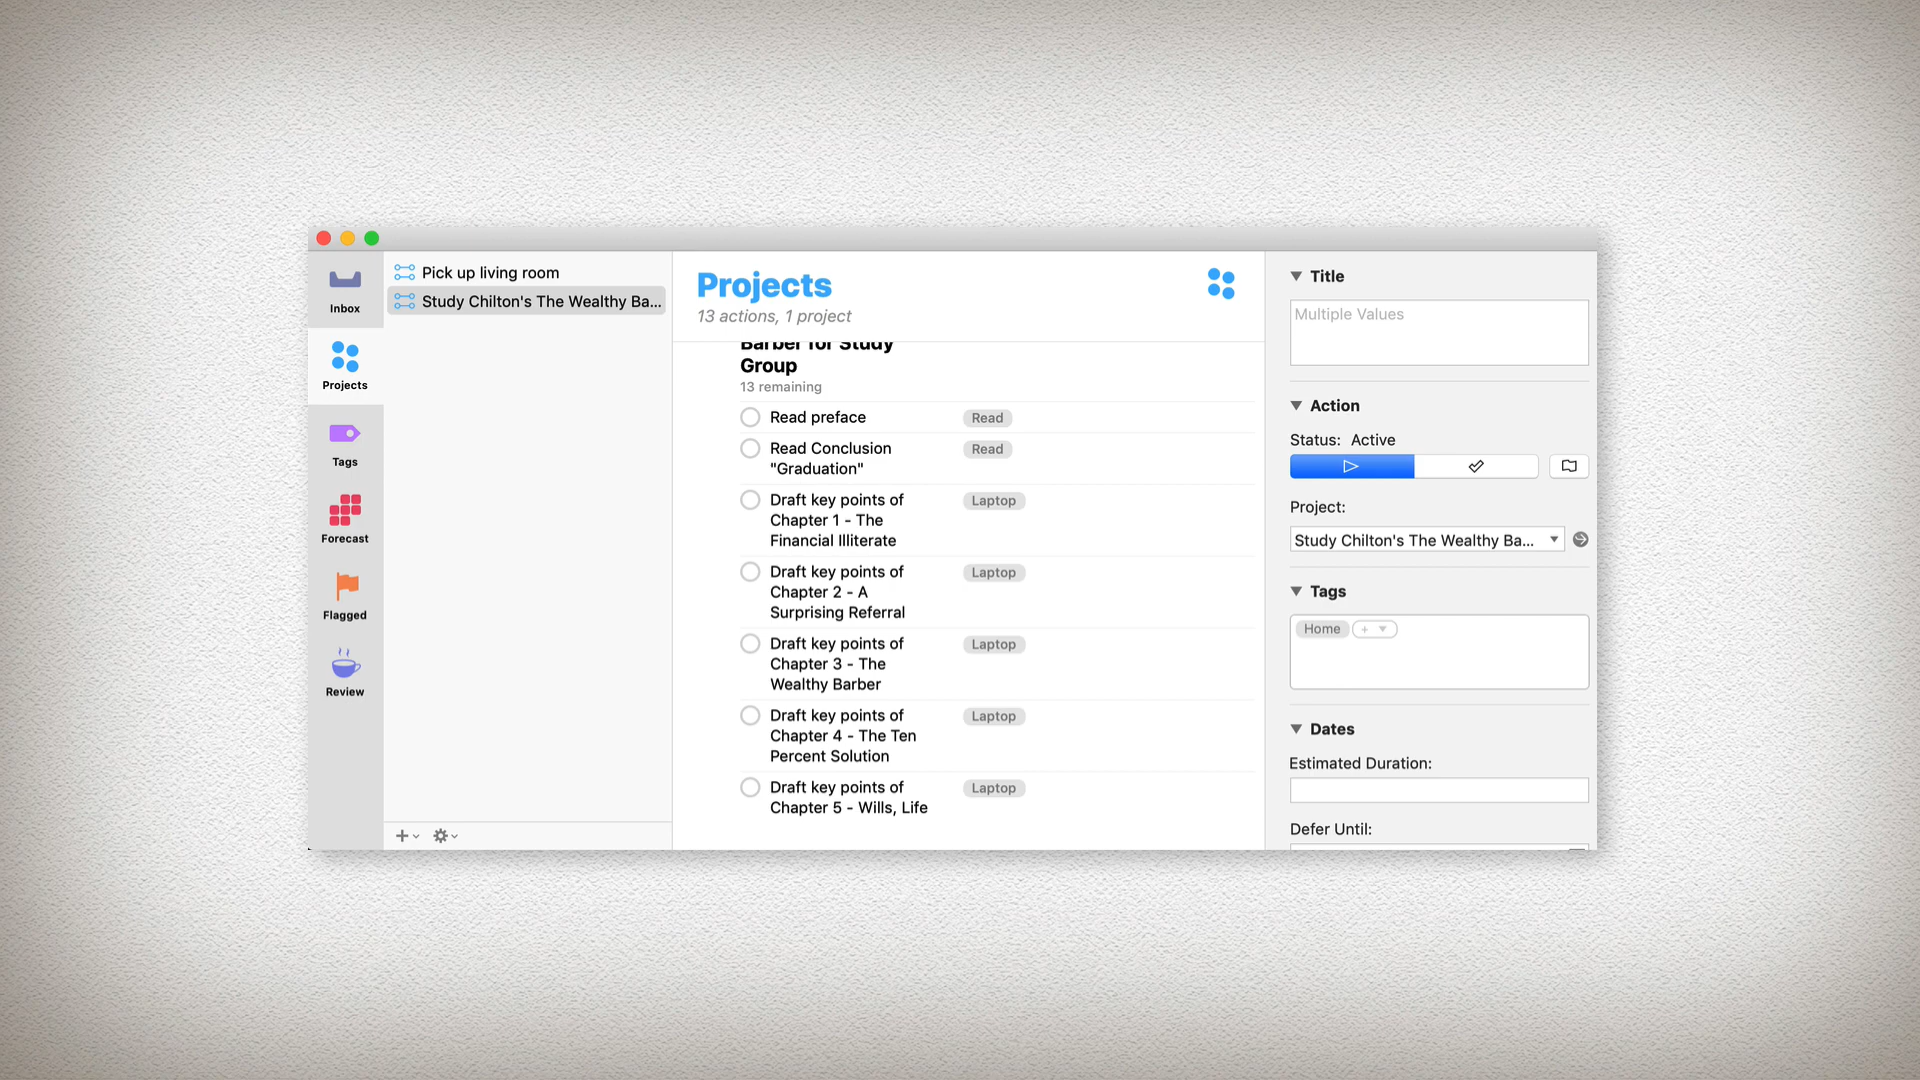 Inbox
Projects
Tags
Forecast
Flagged
Review
Pick up living room
Study Chilton's The Wealthy Ba...
Projects
13 actions, 1 project
Barber for Study
Group
13 remaining
Read preface
Read
Read Conclusion
"Graduation"
Read
Draft key points of
Chapter 1 - The
Financial Illiterate
Laptop
Draft key points of
Chapter 2 - A
Surprising Referral
Laptop
Draft key points of
Chapter 3 - The
Wealthy Barber
Laptop
Draft key points of
Chapter 4 - The Ten
Percent Solution
Laptop
Draft key points of
Chapter 5 - Wills, Life
Laptop
Title
Multiple Values
Action
Status: Active
Project:
Study Chilton's The Wealthy Ba...
Tags
Home
Dates
Estimated Duration:
Defer Until: